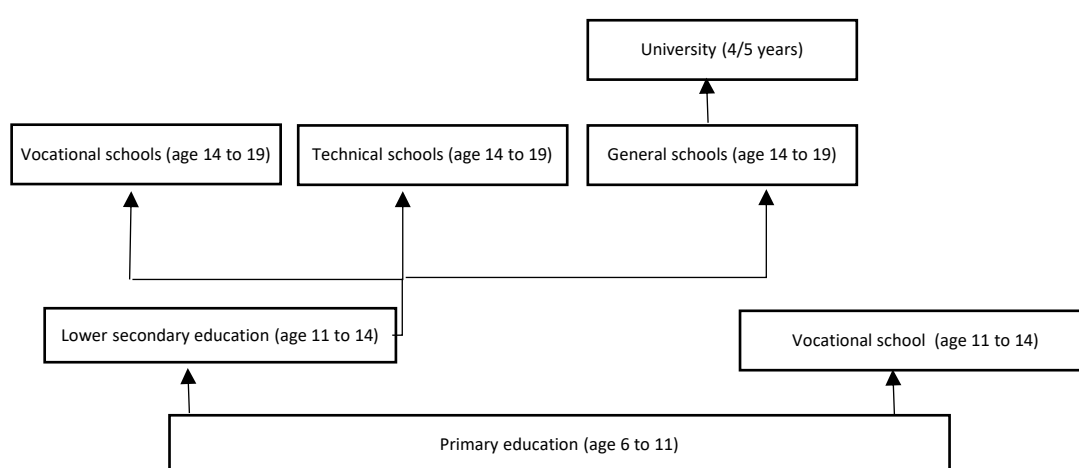 University (4/5 years)
Vocational schools (age 14 to 19)
Technical schools (age 14 to 19)
General schools (age 14 to 19)
Lower secondary education (age 11 to 14)
Vocational school (age 11 to 14)
Primary education (age 6 to 11)